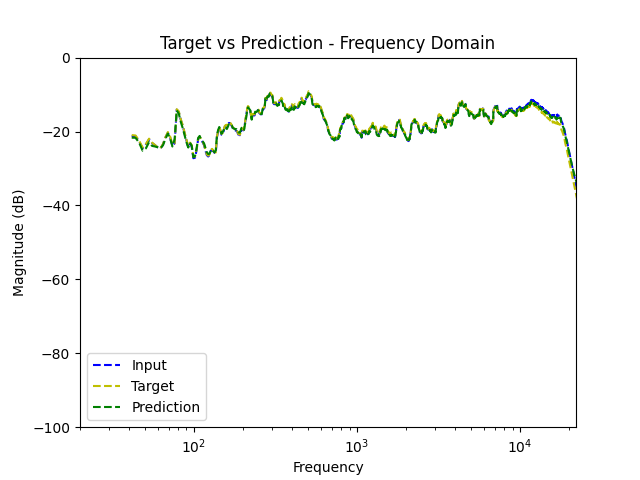 Target vs Prediction - Frequency Domain
0
−20
−40
−60
−80
−100
Magnitude (dB)
Input
Target
Prediction
10²
10³
10⁴
Frequency